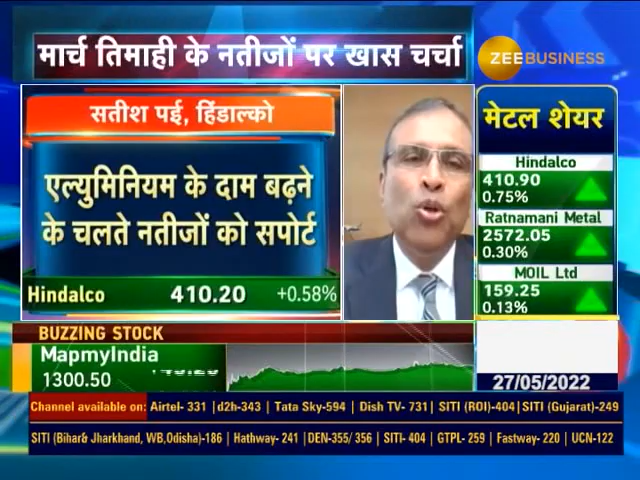 मार्च तिमाही के नतीजों पर खास चर्चा
ZEE BUSINESS
सतीश पई, हिंडाल्को
एल्युमिनियम के दाम बढ़ने
के चलते नतीजों को सपोर्ट
Hindalco 410.20 +0.58%
मेटल शेयर
Hindalco
410.90
0.75%
Ratnamani Metal
2572.05
0.30%
MOIL Ltd
159.25
0.13%
BUZZING STOCK
MapmyIndia
1300.50
27/05/2022
Channel available on: Airtel- 331 |d2h-343 | Tata Sky-594 | Dish TV- 731| SITI (ROI)-404|SITI (Gujarat)-249
SITI (Bihar& Jharkhand, WB,Odisha)-186 | Hathway- 241 |DEN-355/ 356 | SITI- 404 | GTPL- 259 | Fastway- 220 | UCN-122